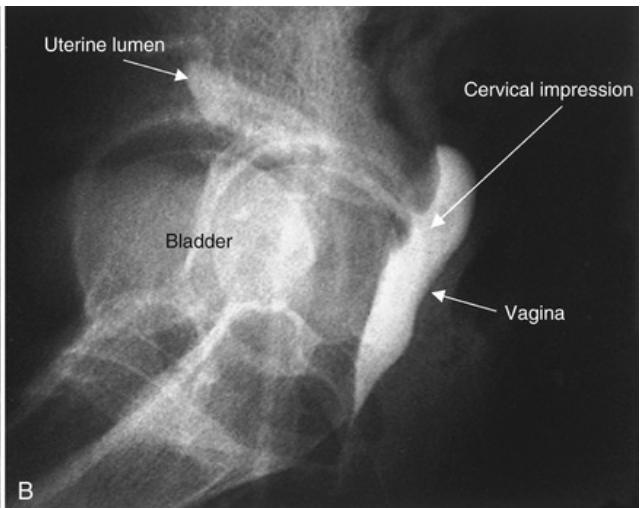 Uterine lumen
Cervical impression
Bladder
Vagina
B